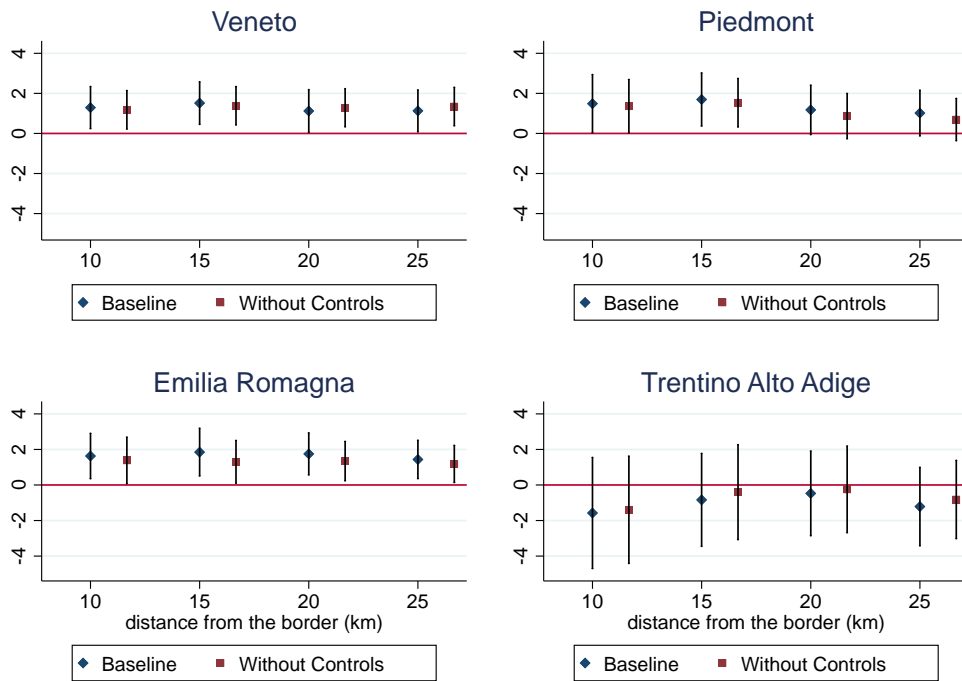 Veneto
4
2
0
-2
-4
10 15 20 25
Baseline Without Controls
Piedmont
4
2
0
-2
-4
10 15 20 25
Baseline Without Controls
Emilia Romagna
4
2
0
-2
-4
10 15 20 25
distance from the border (km)
Baseline Without Controls
Trentino Alto Adige
4
2
0
-2
-4
10 15 20 25
distance from the border (km)
Baseline Without Controls